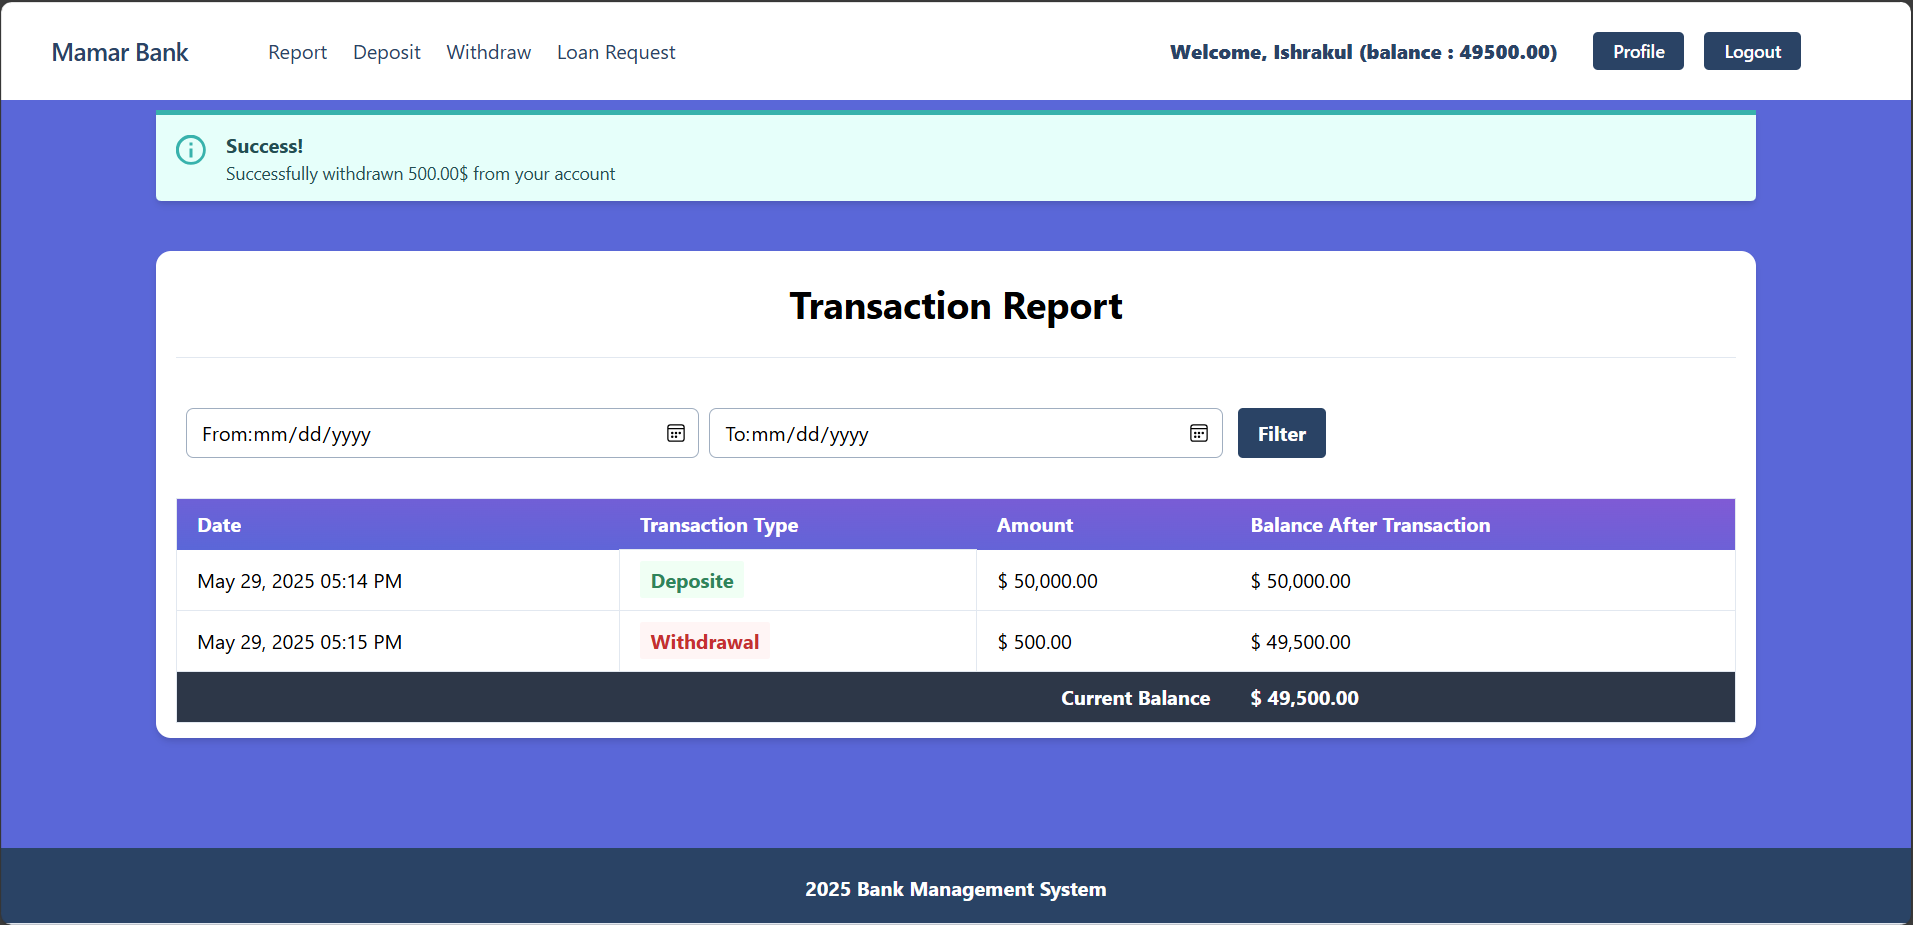 Mamar Bank Report Deposit Withdraw Loan Request Welcome, Ishrakul (balance : 49500.00) Profile Logout
Success!
Successfully withdrawn 500.00$ from your account
Transaction Report
From:mm/dd/yyyy To:mm/dd/yyyy Filter
Date Transaction Type Amount Balance After Transaction
May 29, 2025 05:14 PM Deposite $ 50,000.00 $ 50,000.00
May 29, 2025 05:15 PM Withdrawal $ 500.00 $ 49,500.00
Current Balance $ 49,500.00
2025 Bank Management System